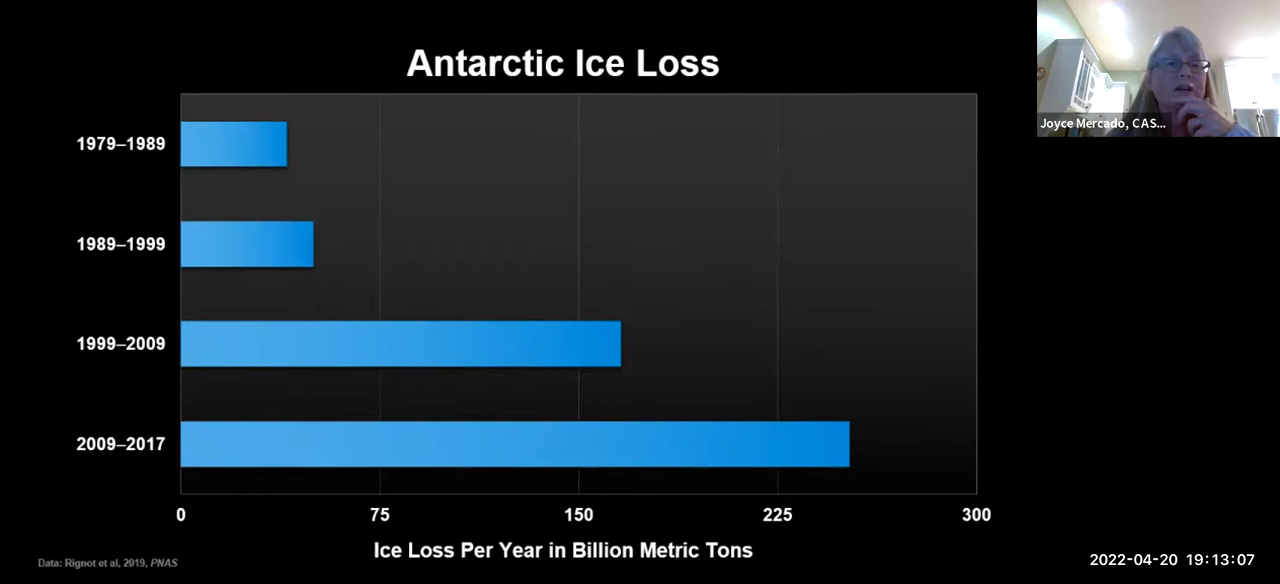 Antarctic Ice Loss
Joyce Mercado, CAS...
1979–1989
1989–1999
1999–2009
2009–2017
0 75 150 225 300
Ice Loss Per Year in Billion Metric Tons
Data: Rignot et al, 2019, PNAS
2022-04-20 19:13:07